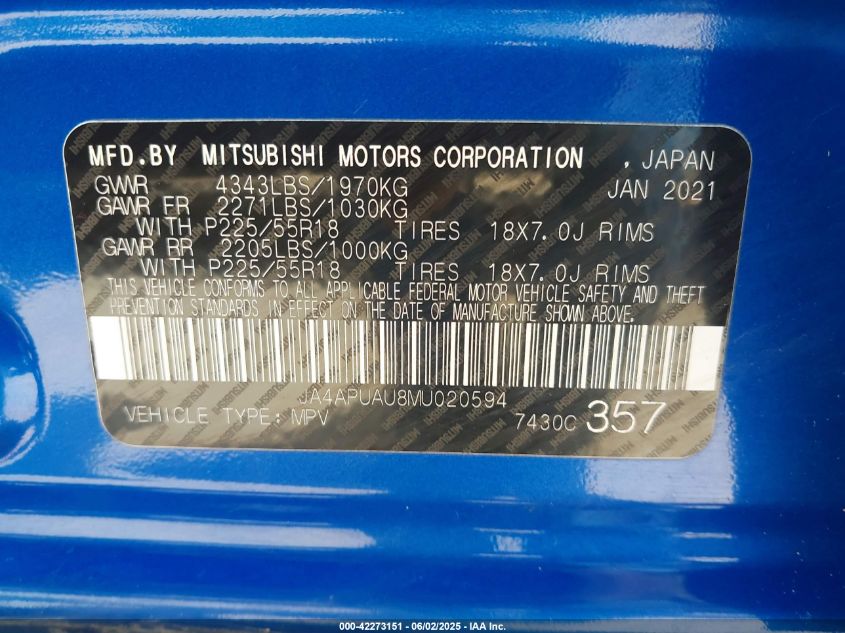 MFD.BY MITSUBISHI MOTORS CORPORATION , JAPAN
GVWR 4343LBS/1970KG JAN 2021
GAWR FR 2271LBS/1030KG
WITH P225/55R18 TIRES 18X7.0J RIMS
GAWR RR 2205LBS/1000KG
WITH P225/55R18 TIRES 18X7.0J RIMS
THIS VEHICLE CONFORMS TO ALL APPLICABLE FEDERAL MOTOR VEHICLE SAFETY AND THEFT
PREVENTION STANDARDS IN EFFECT ON THE DATE OF MANUFACTURE SHOWN ABOVE.
JA4APUAU8MU020594
VEHICLE TYPE: MPV 7430C 357
000-42273151 - 06/02/2025 - IAA Inc.